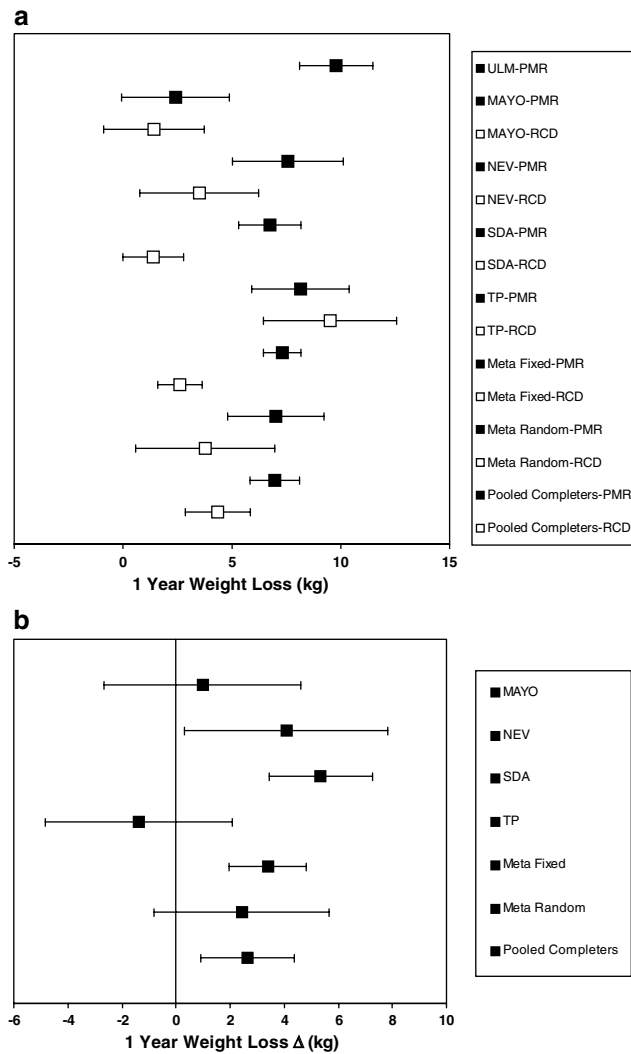 a
ULM-PMR
MAYO-PMR
MAYO-RCD
NEV-PMR
NEV-RCD
SDA-PMR
SDA-RCD
TP-PMR
TP-RCD
Meta Fixed-PMR
Meta Fixed-RCD
Meta Random-PMR
Meta Random-RCD
Pooled Completers-PMR
Pooled Completers-RCD
-5 0 5 10 15
1 Year Weight Loss (kg)
b
MAYO
NEV
SDA
TP
Meta Fixed
Meta Random
Pooled Completers
-6 -4 -2 0 2 4 6 8 10
1 Year Weight Loss Δ (kg)